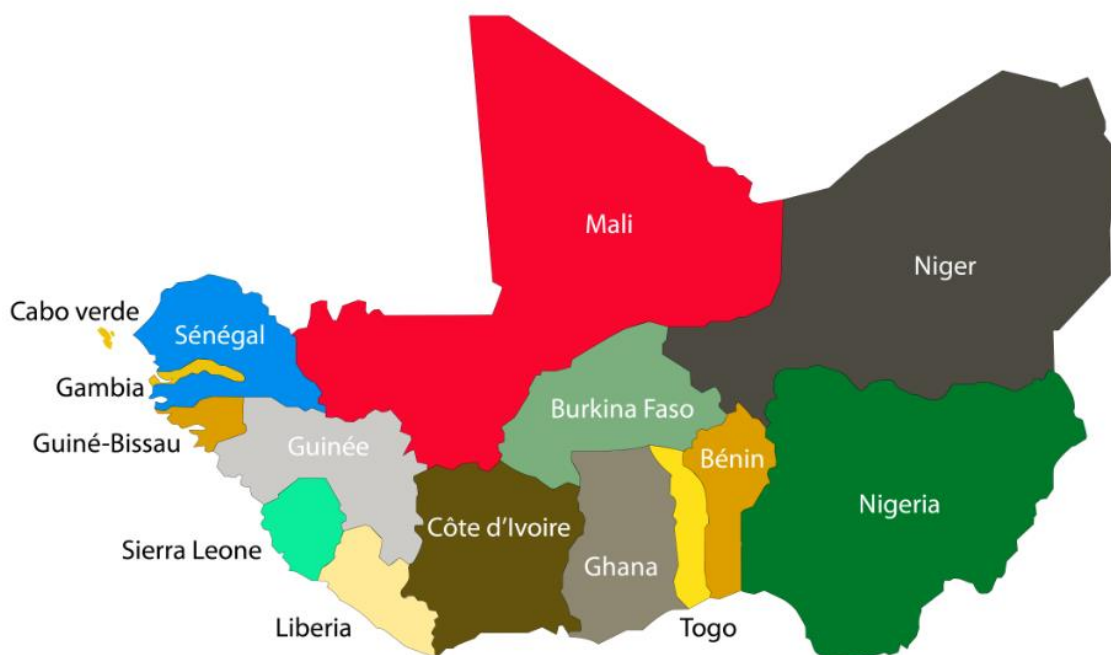 Mali
Niger
Cabo verde
Sénégal
Gambia
Burkina Faso
Guiné-Bissau
Guinée
Bénin
Nigeria
Côte d'Ivoire
Sierra Leone
Ghana
Liberia
Togo